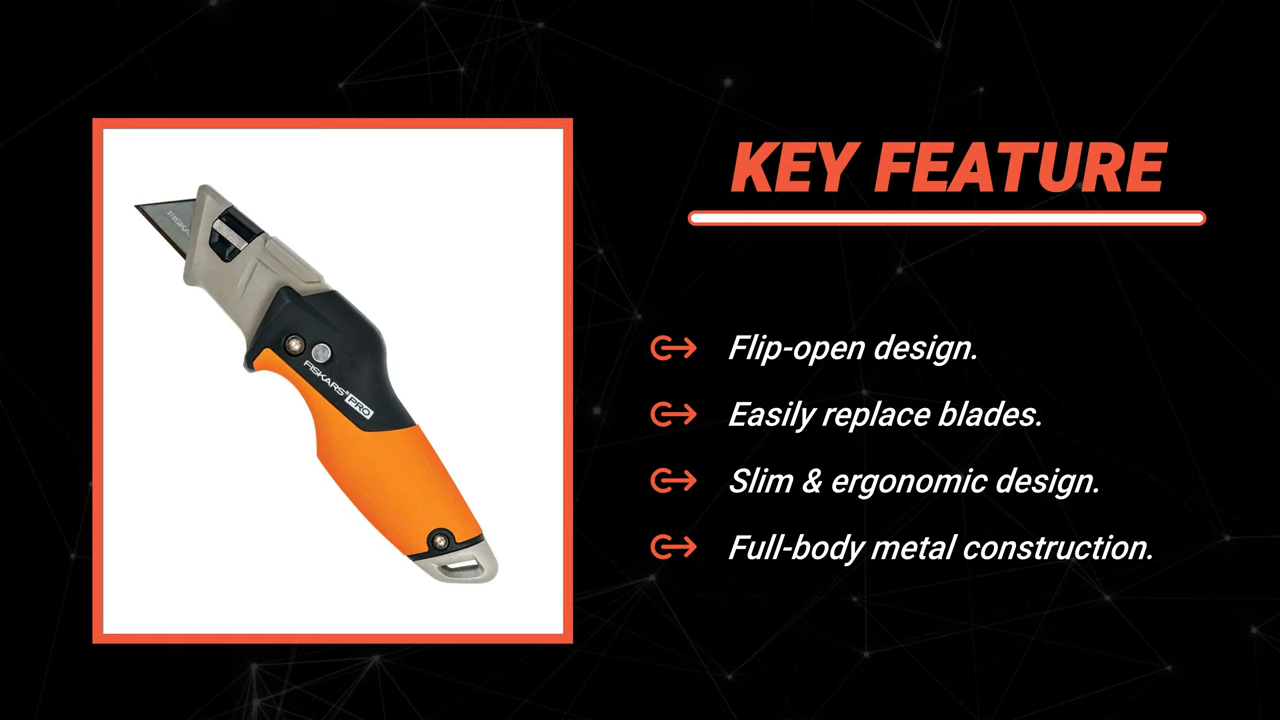 FISKARS® PRO
KEY FEATURE
Flip-open design.
Easily replace blades.
Slim & ergonomic design.
Full-body metal construction.